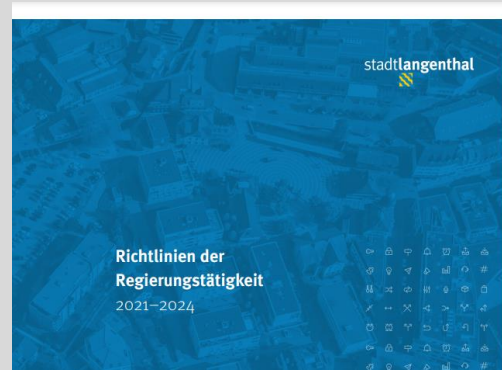 stadtlangenthal
Richtlinien der
Regierungstätigkeit
2021–2024